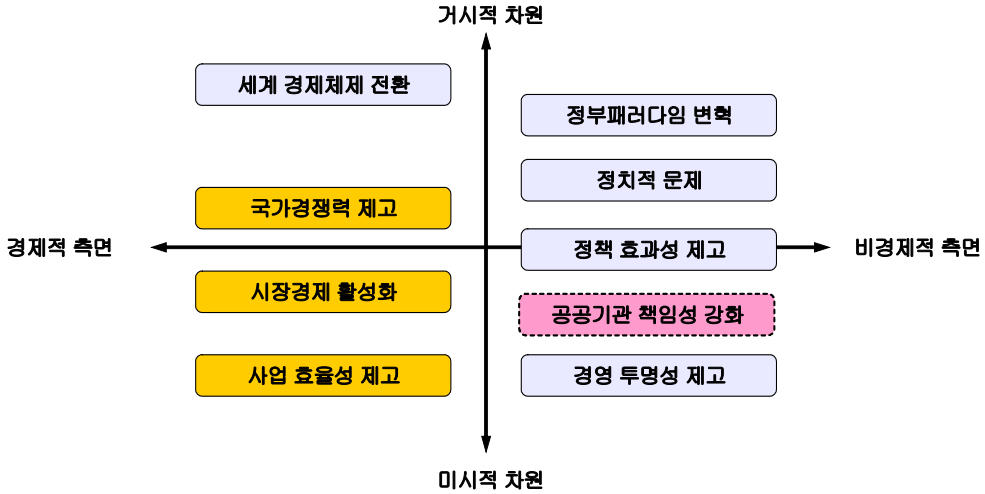 거시적 차원
세계 경제체제 전환
정부패러다임 변혁
정치적 문제
국가경쟁력 제고
경제적 측면
정책 효과성 제고
비경제적 측면
시장경제 활성화
공공기관 책임성 강화
사업 효율성 제고
경영 투명성 제고
미시적 차원